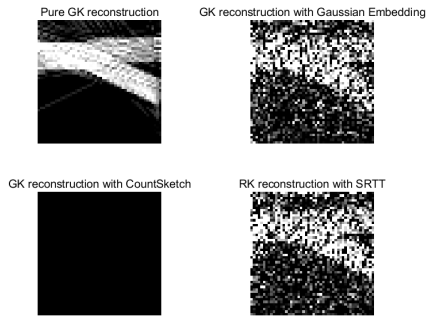 Pure GK reconstruction
GK reconstruction with Gaussian Embedding
GK reconstruction with CountSketch
RK reconstruction with SRTT